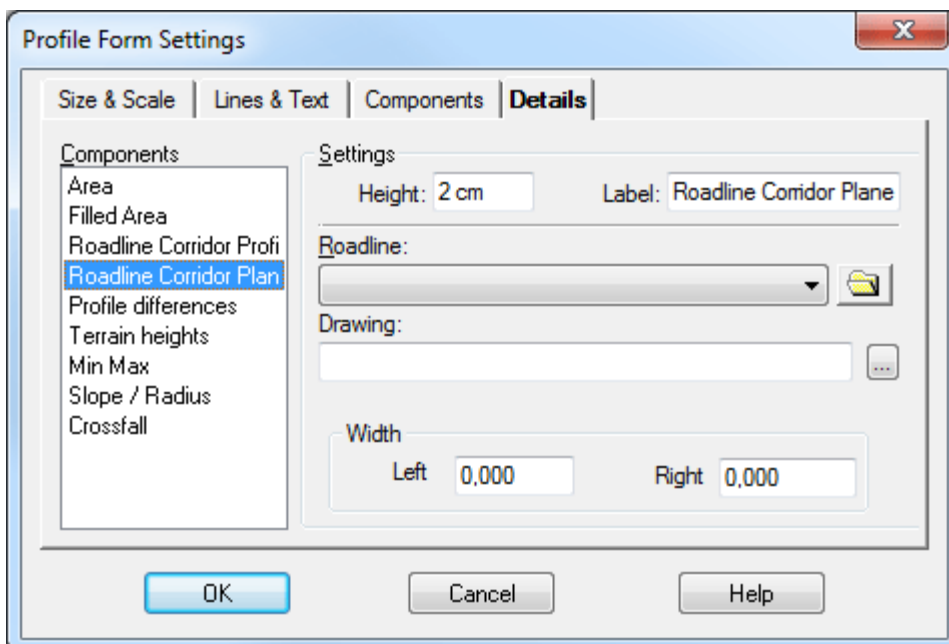 Profile Form Settings
Size & Scale
Lines & Text
Components
Details
Components
Area
Filled Area
Roadline Corridor Profi
Roadline Corridor Plan
Profile differences
Terrain heights
Min Max
Slope / Radius
Crossfall
Settings
Height: 2 cm
Label: Roadline Corridor Plane
Roadline:
Drawing:
...
Width
Left 0,000
Right 0,000
OK
Cancel
Help